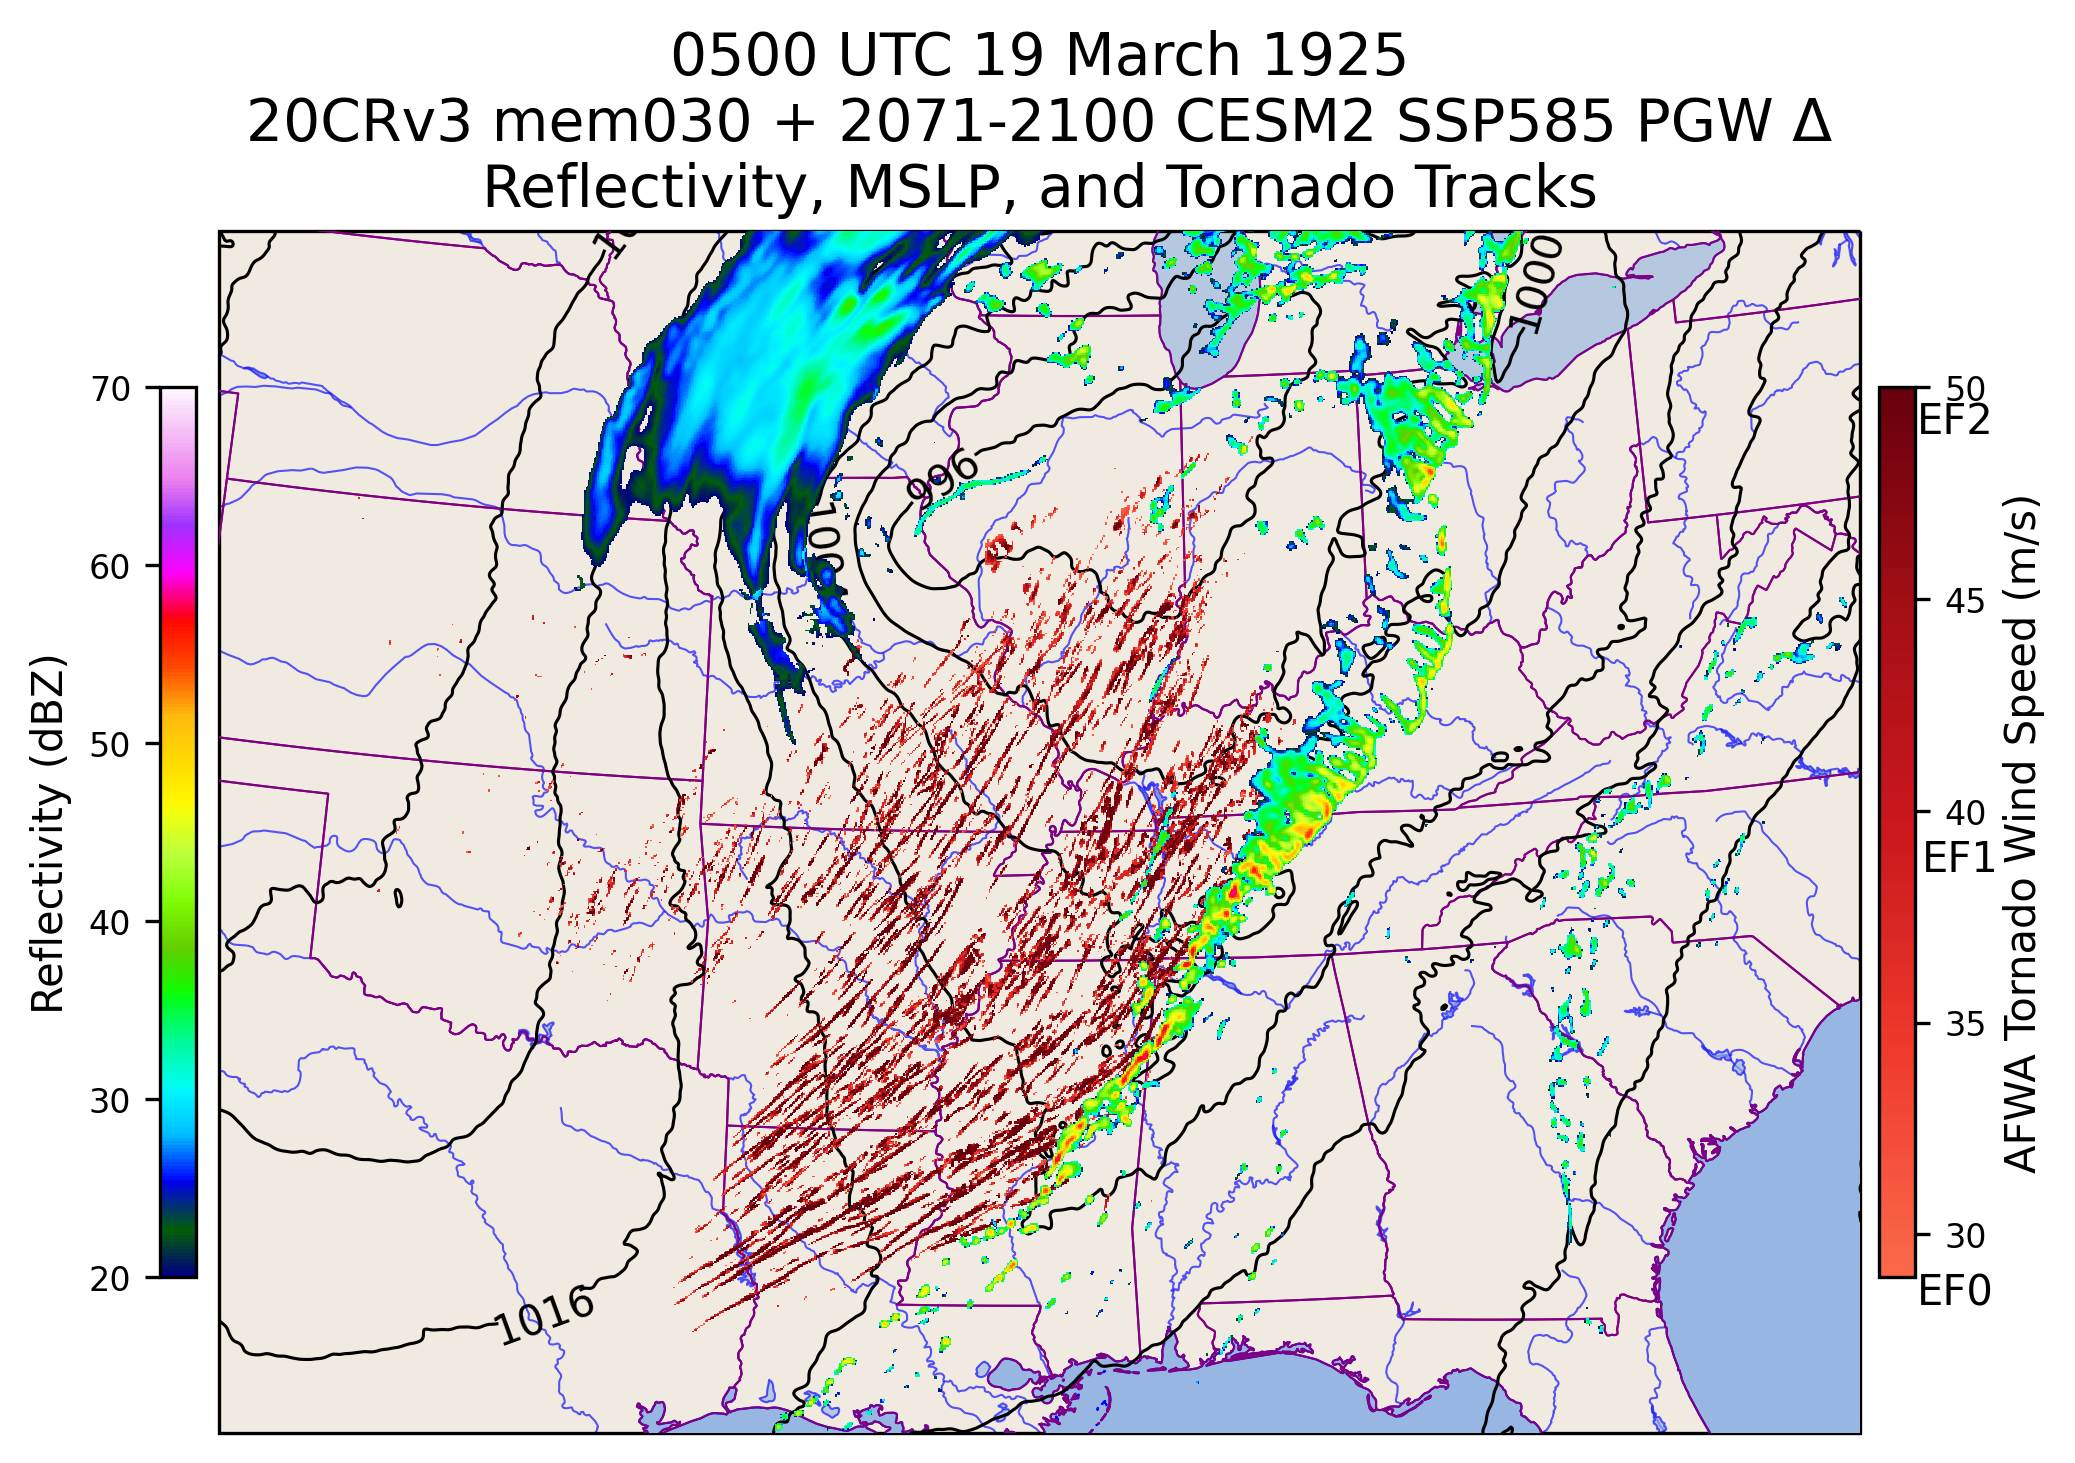 0500 UTC 19 March 1925
20CRv3 mem030 + 2071-2100 CESM2 SSP585 PGW Δ
Reflectivity, MSLP, and Tornado Tracks
1000
996
1016
Reflectivity (dBZ)
70
60
50
40
30
20
50
EF2
45
40
EF1
35
30
EF0
AFWA Tornado Wind Speed (m/s)